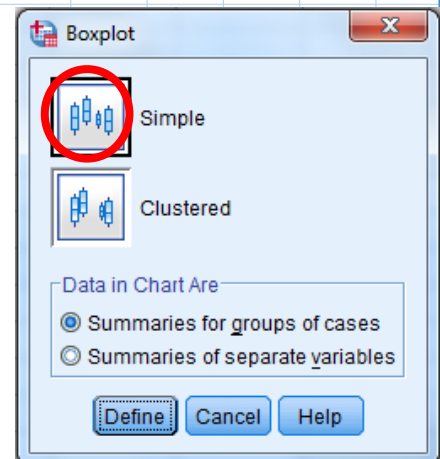 Boxplot
Simple
Clustered
Data in Chart Are
Summaries for groups of cases
Summaries of separate variables
Define Cancel Help